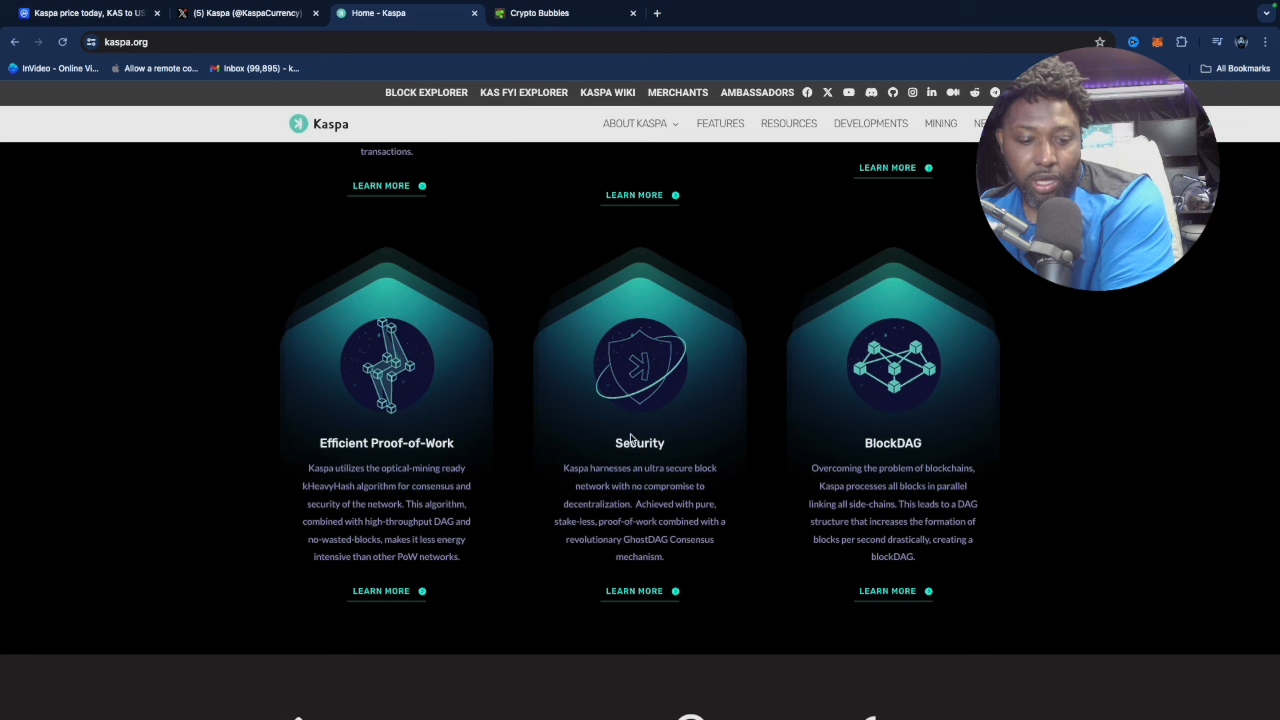 Kaspa price today, KAS to US
(5) Kaspa (@KaspaCurrency)
Home - Kaspa
Crypto Bubbles
kaspa.org
InVideo - Online Vi...
Allow a remote co...
Inbox (99,895) - k...
All Bookmarks
BLOCK EXPLORER
KAS FYI EXPLORER
KASPA WIKI
MERCHANTS
AMBASSADORS
Kaspa
ABOUT KASPA
FEATURES
RESOURCES
DEVELOPMENTS
MINING
NE
transactions.
LEARN MORE
LEARN MORE
LEARN MORE
Efficient Proof-of-Work
Kaspa utilizes the optical-mining ready
kHeavyHash algorithm for consensus and
security of the network. This algorithm,
combined with high-throughput DAG and
no-wasted-blocks, makes it less energy
intensive than other PoW networks.
LEARN MORE
Security
Kaspa harnesses an ultra secure block
network with no compromise to
decentralization. Achieved with pure,
stake-less, proof-of-work combined with a
revolutionary GhostDAG Consensus
mechanism.
LEARN MORE
BlockDAG
Overcoming the problem of blockchains,
Kaspa processes all blocks in parallel
linking all side-chains. This leads to a DAG
structure that increases the formation of
blocks per second drastically, creating a
blockDAG.
LEARN MORE